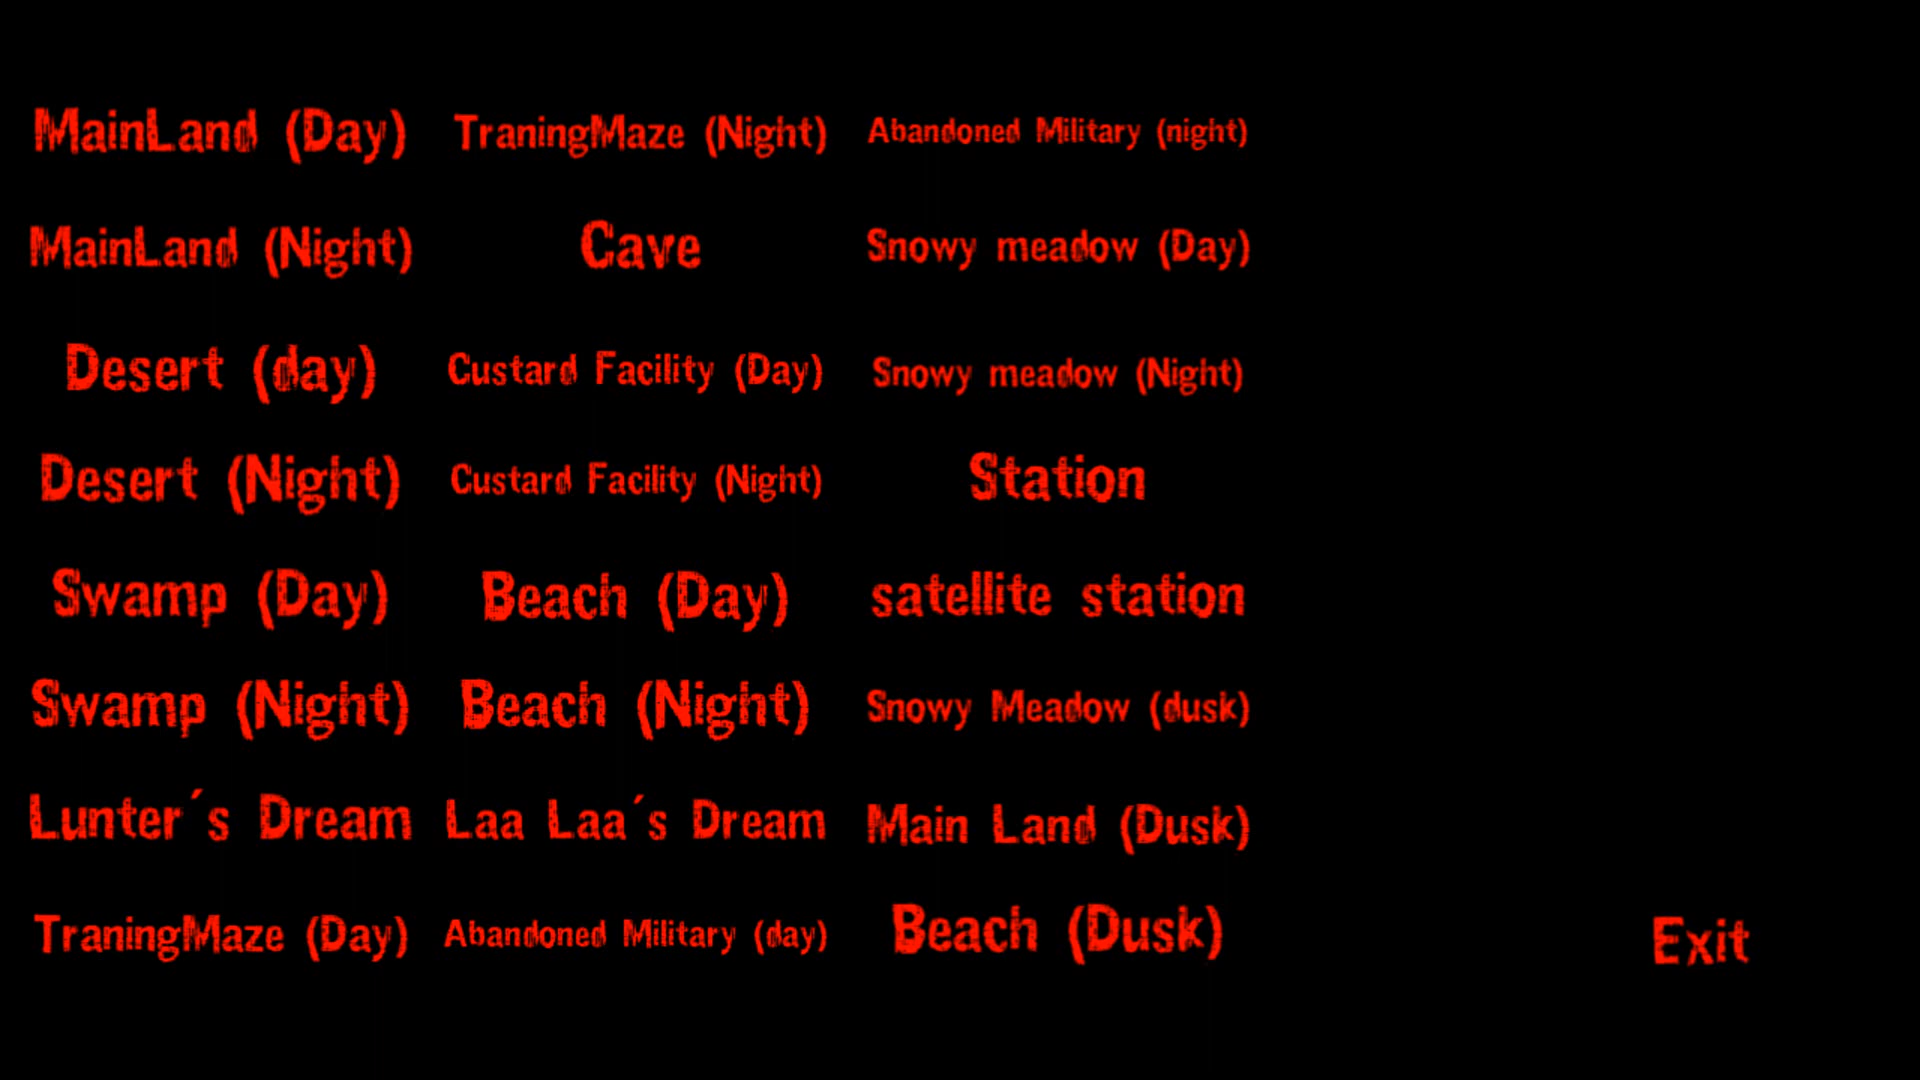 MainLand (Day) TraningMaze (Night) Abandoned Military (night)
MainLand (Night) Cave Snowy meadow (Day)
Desert (day) Custard Facility (Day) Snowy meadow (Night)
Desert (Night) Custard Facility (Night) Station
Swamp (Day) Beach (Day) satellite station
Swamp (Night) Beach (Night) Snowy Meadow (dusk)
Lunter´s Dream Laa Laa´s Dream Main Land (Dusk)
TraningMaze (Day) Abandoned Military (day) Beach (Dusk) Exit